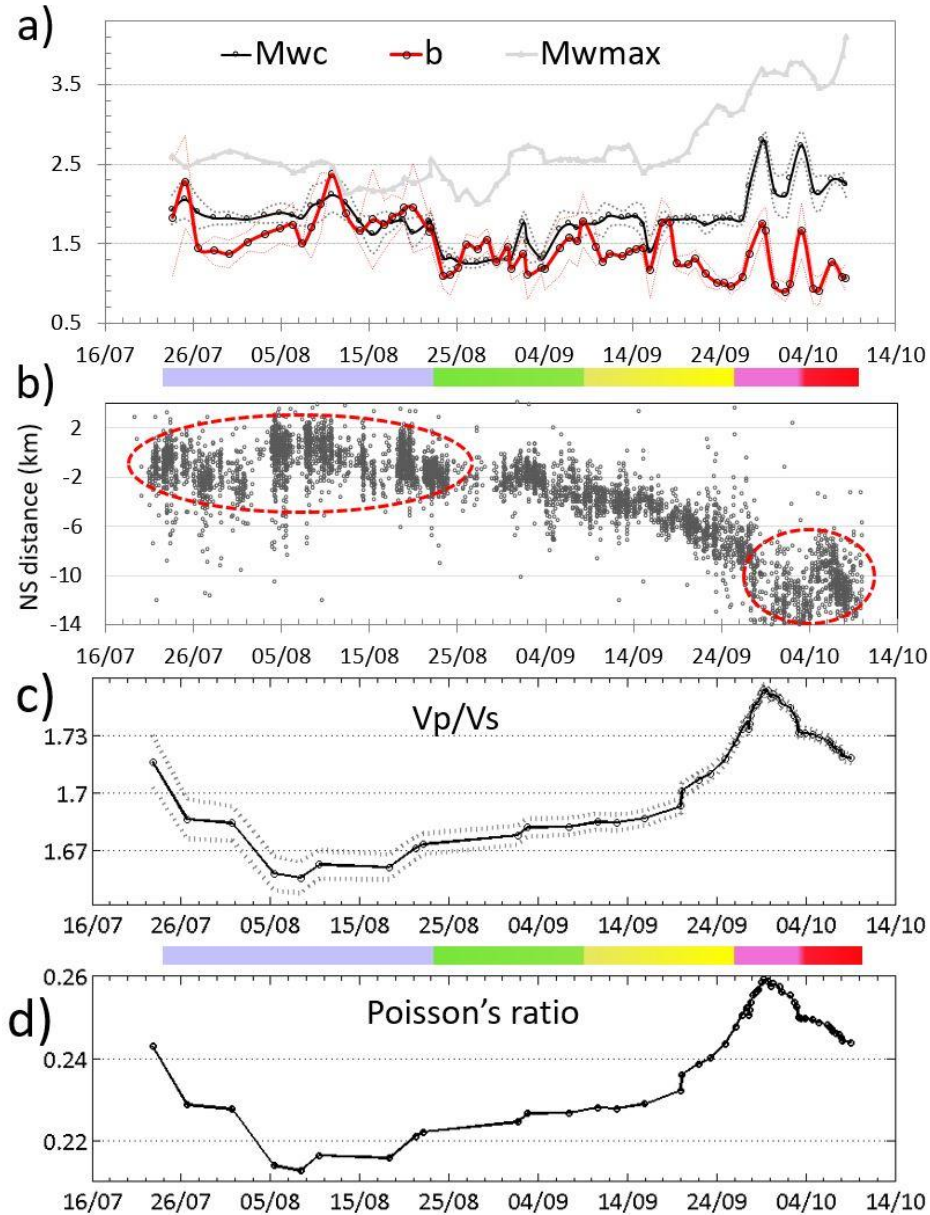 a)
Mwc b Mwmax
3.5
2.5
1.5
0.5
16/07 26/07 05/08 15/08 25/08 04/09 14/09 24/09 04/10 14/10
b)
NS distance (km)
2
-2
-6
-10
-14
16/07 26/07 05/08 15/08 25/08 04/09 14/09 24/09 04/10 14/10
c)
Vp/Vs
1.73
1.7
1.67
16/07 26/07 05/08 15/08 25/08 04/09 14/09 24/09 04/10 14/10
0.26
d)
Poisson's ratio
0.24
0.22
16/07 26/07 05/08 15/08 25/08 04/09 14/09 24/09 04/10 14/10